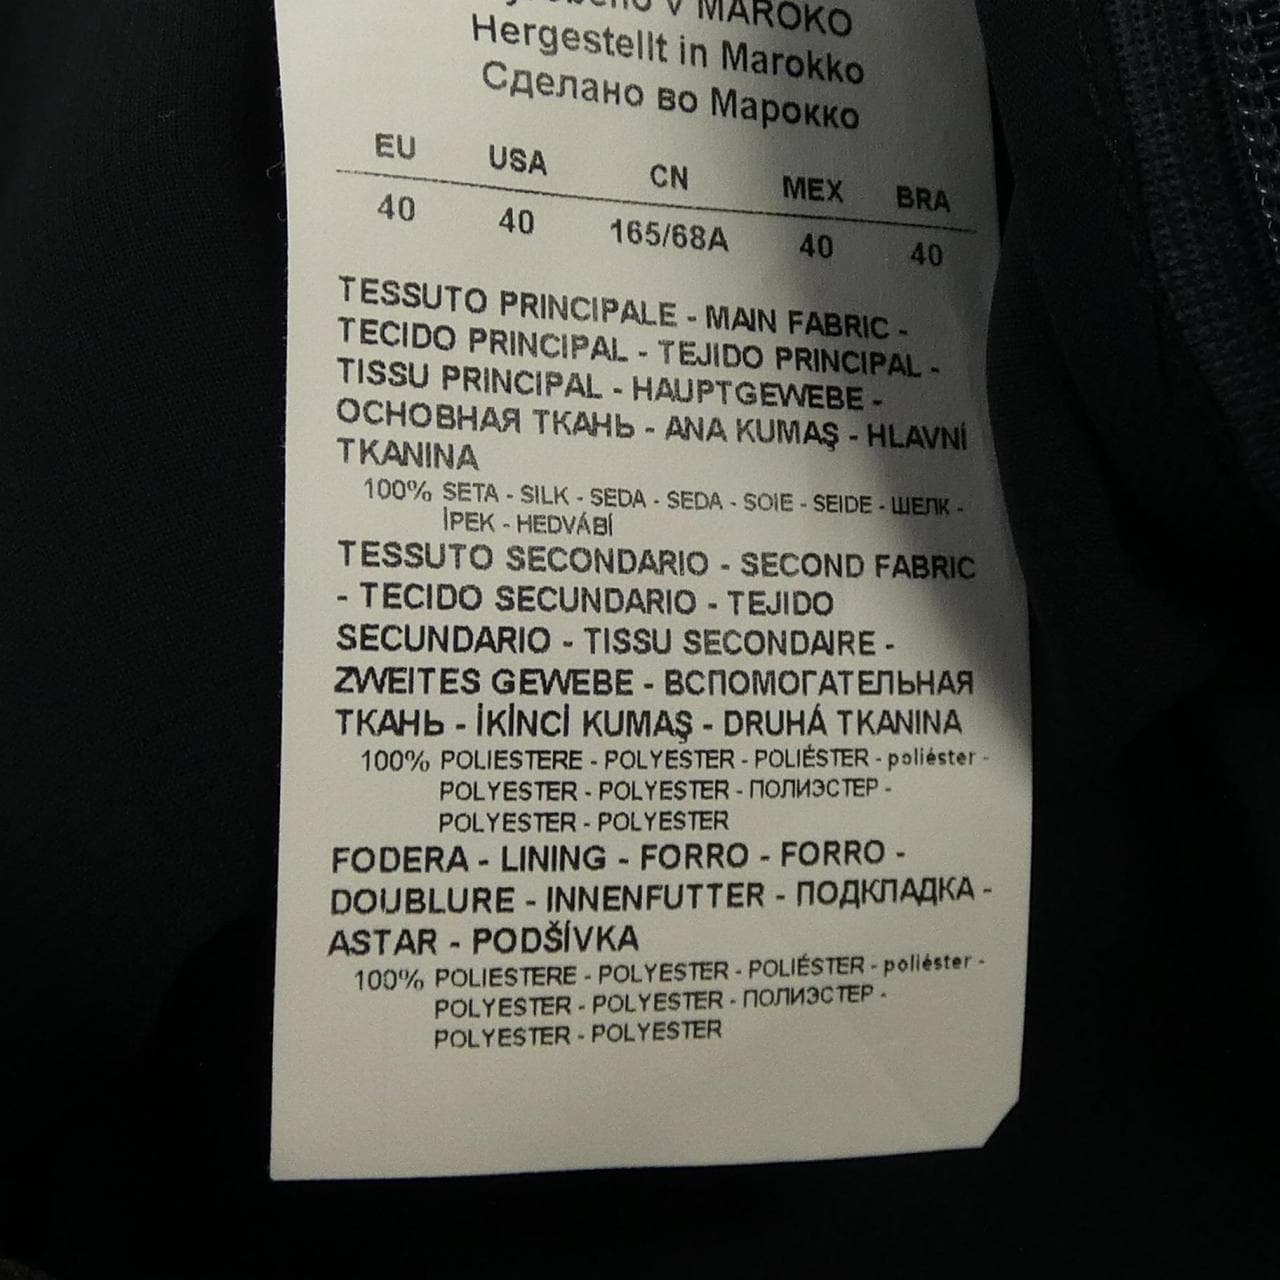 V MAROKO
Hergestellt in Marokko
Сделано во Марокко
EU USA CN MEX BRA
40 40 165/68A 40 40
TESSUTO PRINCIPALE - MAIN FABRIC -
TECIDO PRINCIPAL - TEJIDO PRINCIPAL -
TISSU PRINCIPAL - HAUPTGEWEBE -
ОСНОВНАЯ ТКАНЬ - ANA KUMAŞ - HLAVNÍ
TKANINA
100% SETA - SILK - SEDA - SEDA - SOIE - SEIDE - ШЕЛК -
İPEK - HEDVÁBÍ
TESSUTO SECONDARIO - SECOND FABRIC
- TECIDO SECUNDARIO - TEJIDO
SECUNDARIO - TISSU SECONDAIRE -
ZWEITES GEWEBE - ВСПОМОГАТЕЛЬНАЯ
ТКАНЬ - İKİNCİ KUMAŞ - DRUHÁ TKANINA
100% POLIESTERE - POLYESTER - POLIÉSTER - poliéster -
POLYESTER - POLYESTER - ПОЛИЭСТЕР -
POLYESTER - POLYESTER
FODERA - LINING - FORRO - FORRO -
DOUBLURE - INNENFUTTER - ПОДКЛАДКА -
ASTAR - PODŠÍVKA
100% POLIESTERE - POLYESTER - POLIÉSTER - poliéster -
POLYESTER - POLYESTER - ПОЛИЭСТЕР -
POLYESTER - POLYESTER